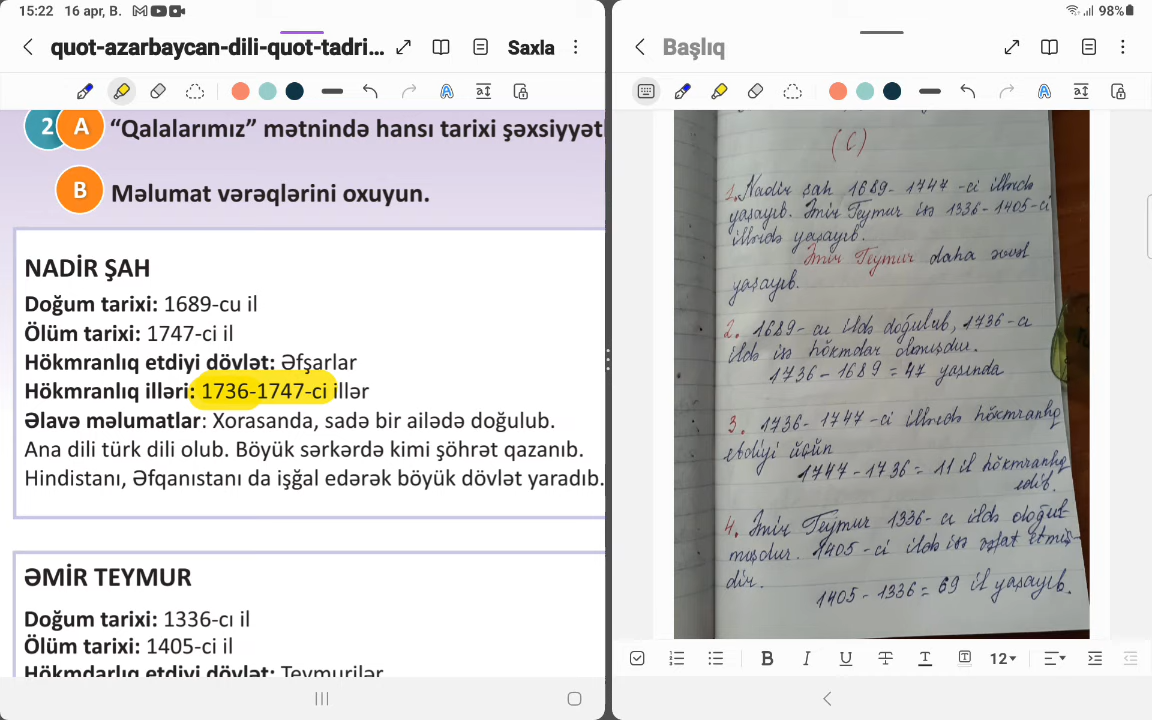 15:22 16 apr, B.
98%
quot-azarbaycan-dili-quot-tadri...
Saxla
Başlıq
2 A "Qalalarımız" mətnində hansı tarixi şəxsiyyət
B Məlumat vərəqlərini oxuyun.
NADİR ŞAH
Doğum tarixi: 1689-cu il
Ölüm tarixi: 1747-ci il
Hökmranlıq etdiyi dövlət: Əfşarlar
Hökmranlıq illəri: 1736-1747-ci illər
Əlavə məlumatlar: Xorasanda, sadə bir ailədə doğulub.
Ana dili türk dili olub. Böyük sərkərdə kimi şöhrət qazanıb.
Hindistanı, Əfqanıstanı da işğal edərək böyük dövlət yaradıb.
ƏMİR TEYMUR
Doğum tarixi: 1336-cı il
Ölüm tarixi: 1405-ci il
Hökmdarlıq etdiyi dövlət: Teymurilər
(C)
1. Nadir şah 1689-1747-ci illərdə
yaşayıb. Əmir Teymur isə 1336-1405-ci
illərdə yaşayıb.
Əmir Teymur daha əvvəl
yaşayıb.
2. 1689-cu ildə doğulub, 1736-cı
ildə isə hökmdar olmuşdur.
1736-1689=47 yaşında
3. 1736-1747-ci illərdə hökmranlıq
etdiyi üçün
1747-1736=11 il hökmranlıq
edib.
4. Əmir Teymur 1336-cı ildə doğul-
muşdur. 1405-ci ildə isə vəfat etmiş-
dir.
1405-1336=69 il yaşayıb.
B I U T T T 12